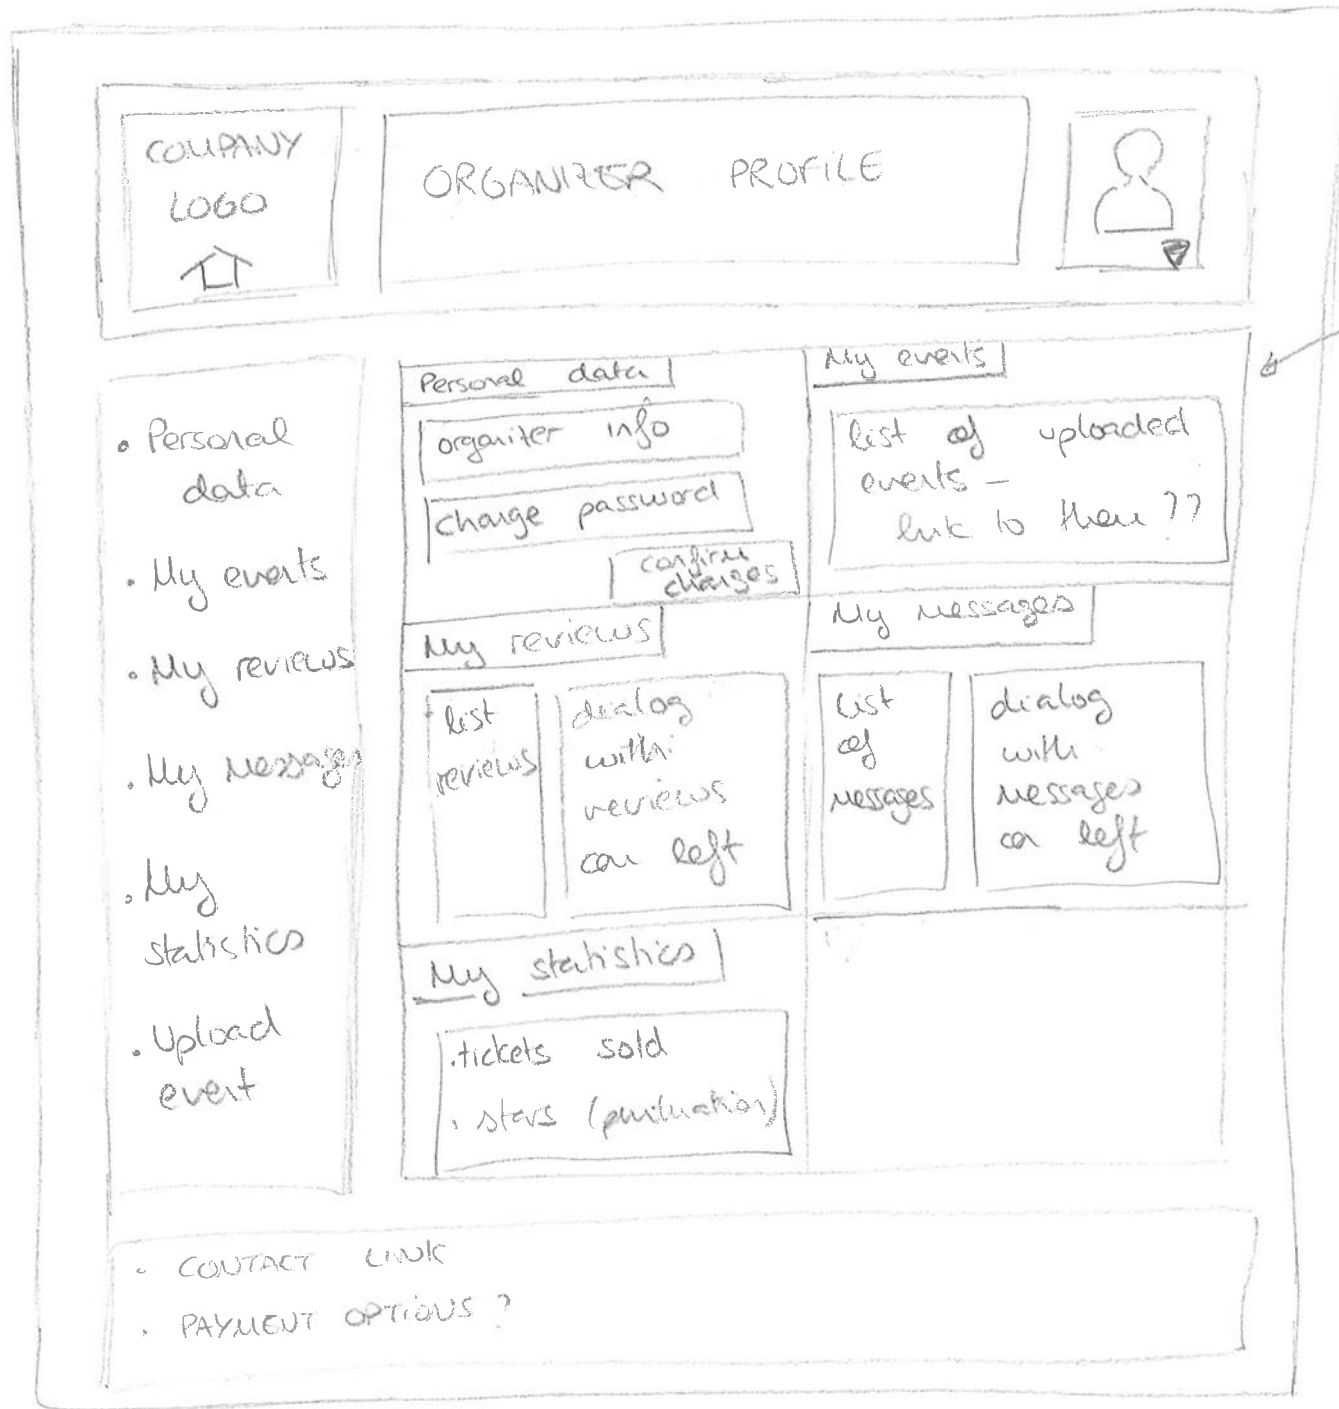 COMPANY
LOGO
ORGANIZER PROFILE
• Personal
data
• My events
• My reviews
• My messages
• My
statistics
• Upload
event
Personal data
organizer info
change password
confirm
changes
My events
list of uploaded
events –
link to them??
My reviews
list
reviews
dialog
with
reviews
on left
My messages
list
of
messages
dialog
with
messages
on left
My statistics
• tickets sold
• stars (puntuation)
• CONTACT LINK
• PAYMENT OPTIONS?